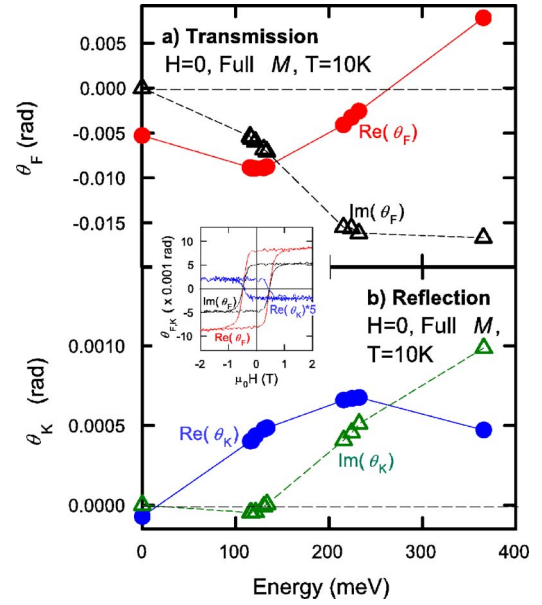 a) Transmission
H=0, Full M, T=10K
0.005
0.000
-0.005
-0.010
-0.015
θF (rad)
Re(θF)
Im(θF)
10
5
0
-5
-10
θF,K ( x 0.001 rad)
Im(θF)
Re(θK)*5
Re(θF)
-2 -1 0 1 2
μ0H (T)
b) Reflection
H=0, Full M,
T=10K
0.0010
0.0005
0.0000
θK (rad)
Re(θK)
Im(θK)
0 100 200 300 400
Energy (meV)